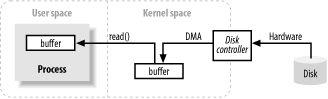 User space
Kernel space
buffer
Process
read()
buffer
DMA
Disk
controller
Hardware
Disk